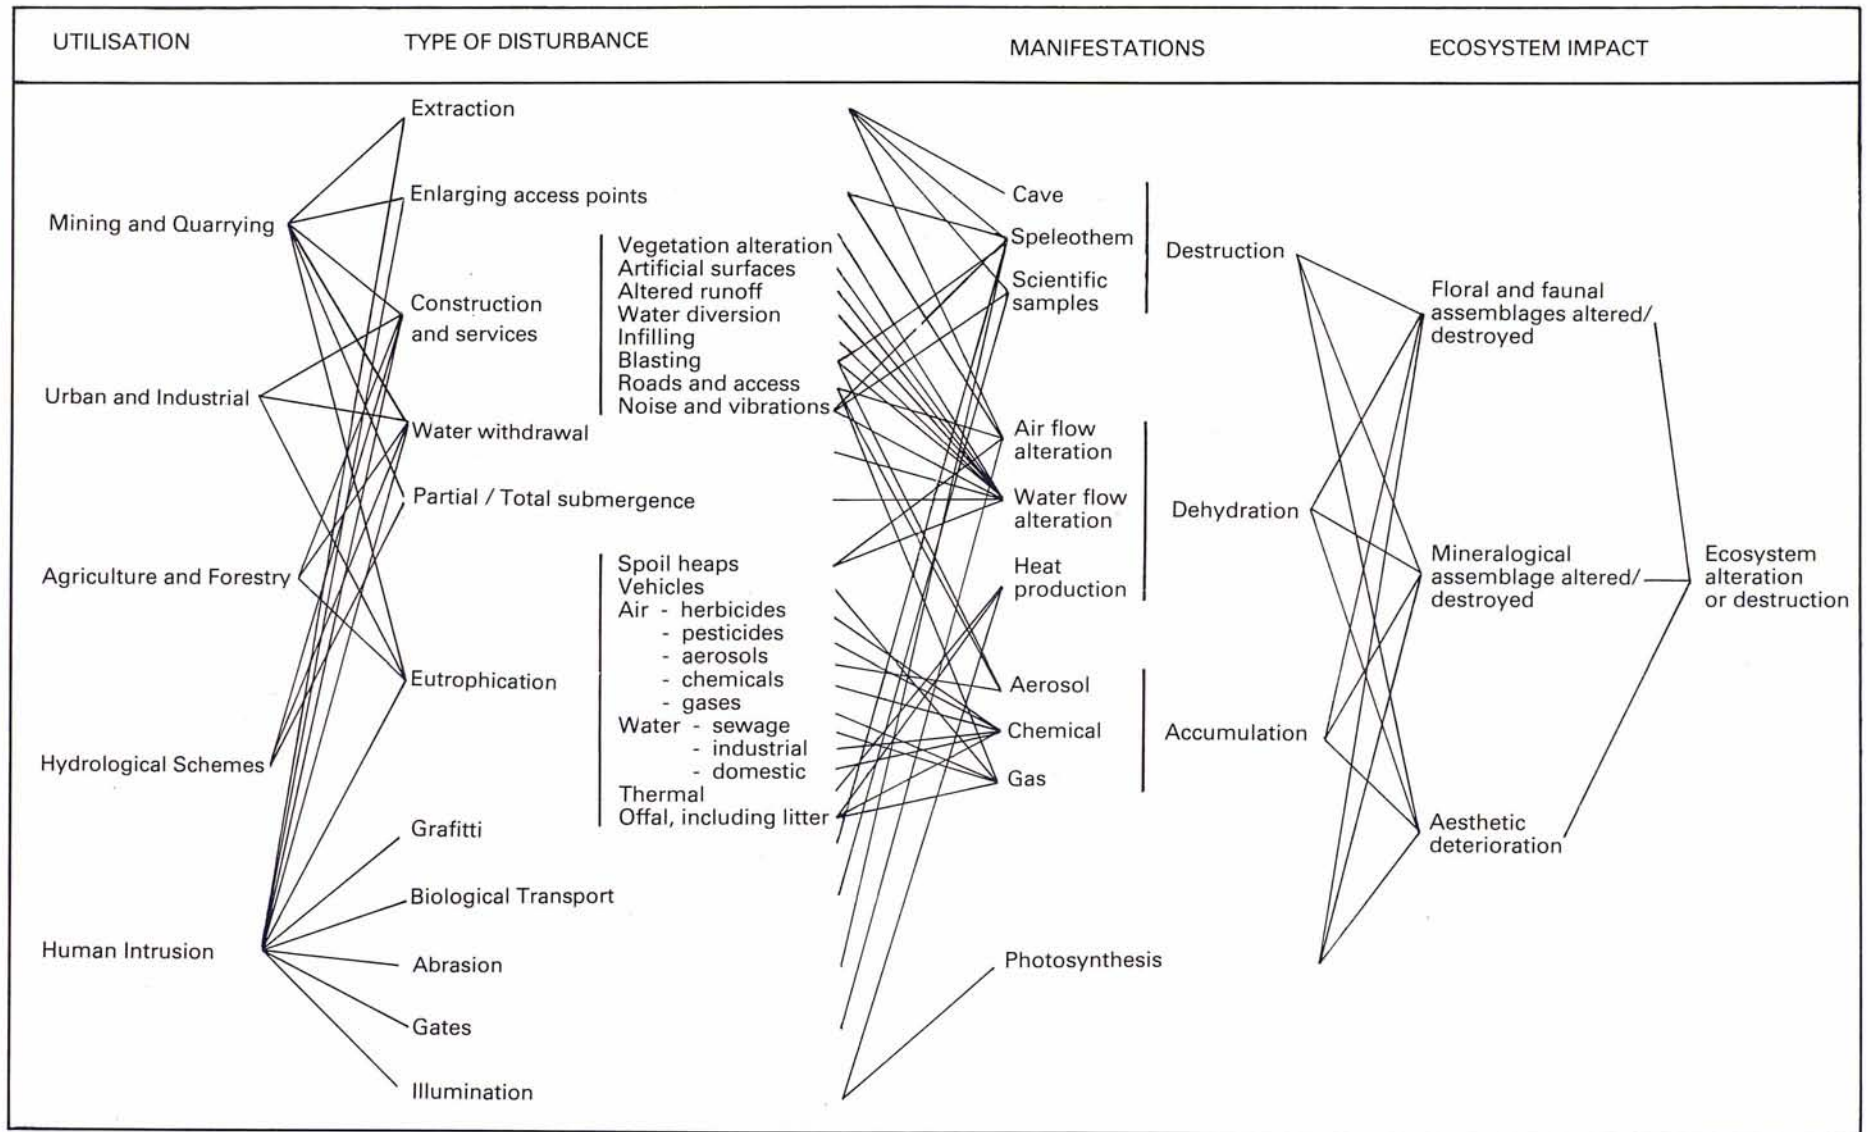 UTILISATION
TYPE OF DISTURBANCE
MANIFESTATIONS
ECOSYSTEM IMPACT
Mining and Quarrying
Urban and Industrial
Agriculture and Forestry
Hydrological Schemes
Human Intrusion
Extraction
Enlarging access points
Construction
and services
Water withdrawal
Partial / Total submergence
Eutrophication
Grafitti
Biological Transport
Abrasion
Gates
Illumination
Vegetation alteration
Artificial surfaces
Altered runoff
Water diversion
Infilling
Blasting
Roads and access
Noise and vibrations
Spoil heaps
Vehicles
Air - herbicides
- pesticides
- aerosols
- chemicals
- gases
Water - sewage
- industrial
- domestic
Thermal
Offal, including litter
Cave
Speleothem
Scientific
samples
Air flow
alteration
Water flow
alteration
Heat
production
Aerosol
Chemical
Gas
Photosynthesis
Destruction
Dehydration
Accumulation
Floral and faunal
assemblages altered/
destroyed
Mineralogical
assemblage altered/
destroyed
Aesthetic
deterioration
Ecosystem
alteration
or destruction